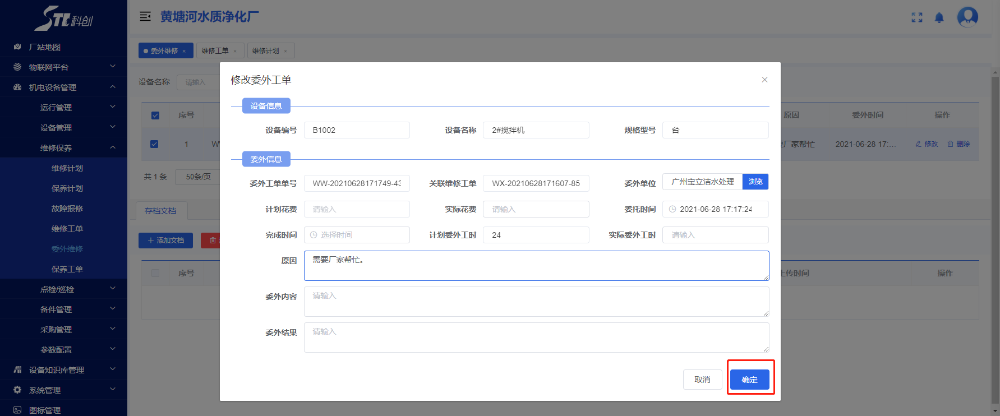 STL科创
黄塘河水质净化厂
厂站地图
物联网平台
机电设备管理
运行管理
设备管理
维修保养
维修计划
保养计划
故障报修
维修工单
委外维修
保养工单
点检/巡检
备件管理
采购管理
参数配置
设备知识库管理
系统管理
图标管理
委外维修 ×
维修工单 ×
维修计划 ×
设备名称 请输入
序号
原因 委外时间 操作
1
厂家帮忙 2021-06-28 17:... 修改 删除
共 1 条 50条/页
存档文档
+ 添加文档
序号
上传时间 操作
修改委外工单
设备信息
设备编号 B1002 设备名称 2#搅拌机 规格型号 台
委外信息
委外工单单号 WW-20210628171749-43 关联维修工单 WX-20210628171607-85 委外单位 广州宝立洁水处理 浏览
计划花费 请输入 实际花费 请输入 委托时间 2021-06-28 17:17:24
完成时间 选择时间 计划委外工时 24 实际委外工时 请输入
原因 需要厂家帮忙。
委外内容 请输入
委外结果 请输入
取消 确定